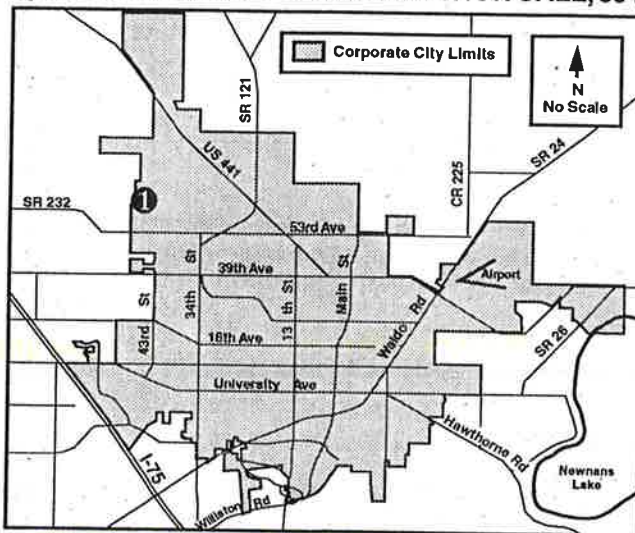 Corporate City Limits
N
No Scale
SR 121
US 441
CR 225
SR 24
SR 232
1
53rd Ave
34th St
39th Ave
43rd St
13 th St
Main St
Airport
Waldo Rd
16th Ave
SR 26
University Ave
Hawthorne Rd
I-75
Williston Rd
Newnans
Lake